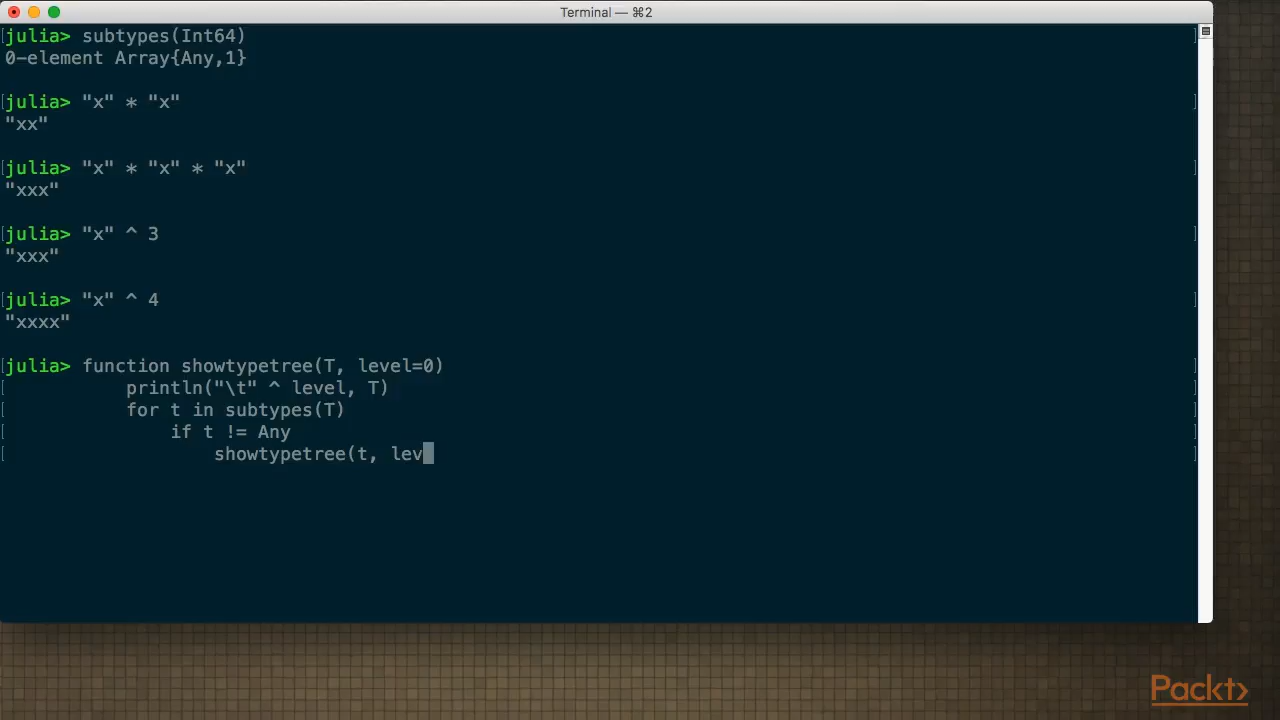 Terminal — ⌘2
julia> subtypes(Int64)
0-element Array{Any,1}
julia> "x" * "x"
"xx"
julia> "x" * "x" * "x"
"xxx"
julia> "x" ^ 3
"xxx"
julia> "x" ^ 4
"xxxx"
julia> function showtypetree(T, level=0)
println("\t" ^ level, T)
for t in subtypes(T)
if t != Any
showtypetree(t, lev
Packt>